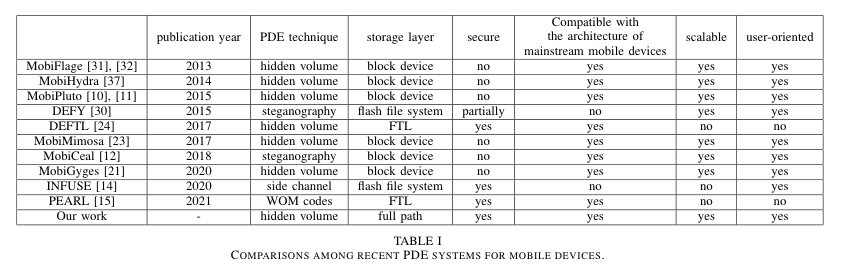 Compatible with
publication year PDE technique storage layer secure the architecture of scalable user-oriented
mainstream mobile devices
MobiFlage [31], [32] 2013 hidden volume block device no yes yes yes
MobiHydra [37] 2014 hidden volume block device no yes yes yes
MobiPluto [10], [11] 2015 hidden volume block device no yes yes yes
DEFY [30] 2015 steganography flash file system partially no yes yes
DEFTL [24] 2017 hidden volume FTL yes yes no no
MobiMimosa [23] 2017 hidden volume block device no yes yes yes
MobiCeal [12] 2018 steganography block device no yes yes yes
MobiGyges [21] 2020 hidden volume block device no yes yes yes
INFUSE [14] 2020 side channel flash file system yes no no yes
PEARL [15] 2021 WOM codes FTL yes yes no no
Our work - hidden volume full path yes yes yes yes
TABLE I
COMPARISONS AMONG RECENT PDE SYSTEMS FOR MOBILE DEVICES.